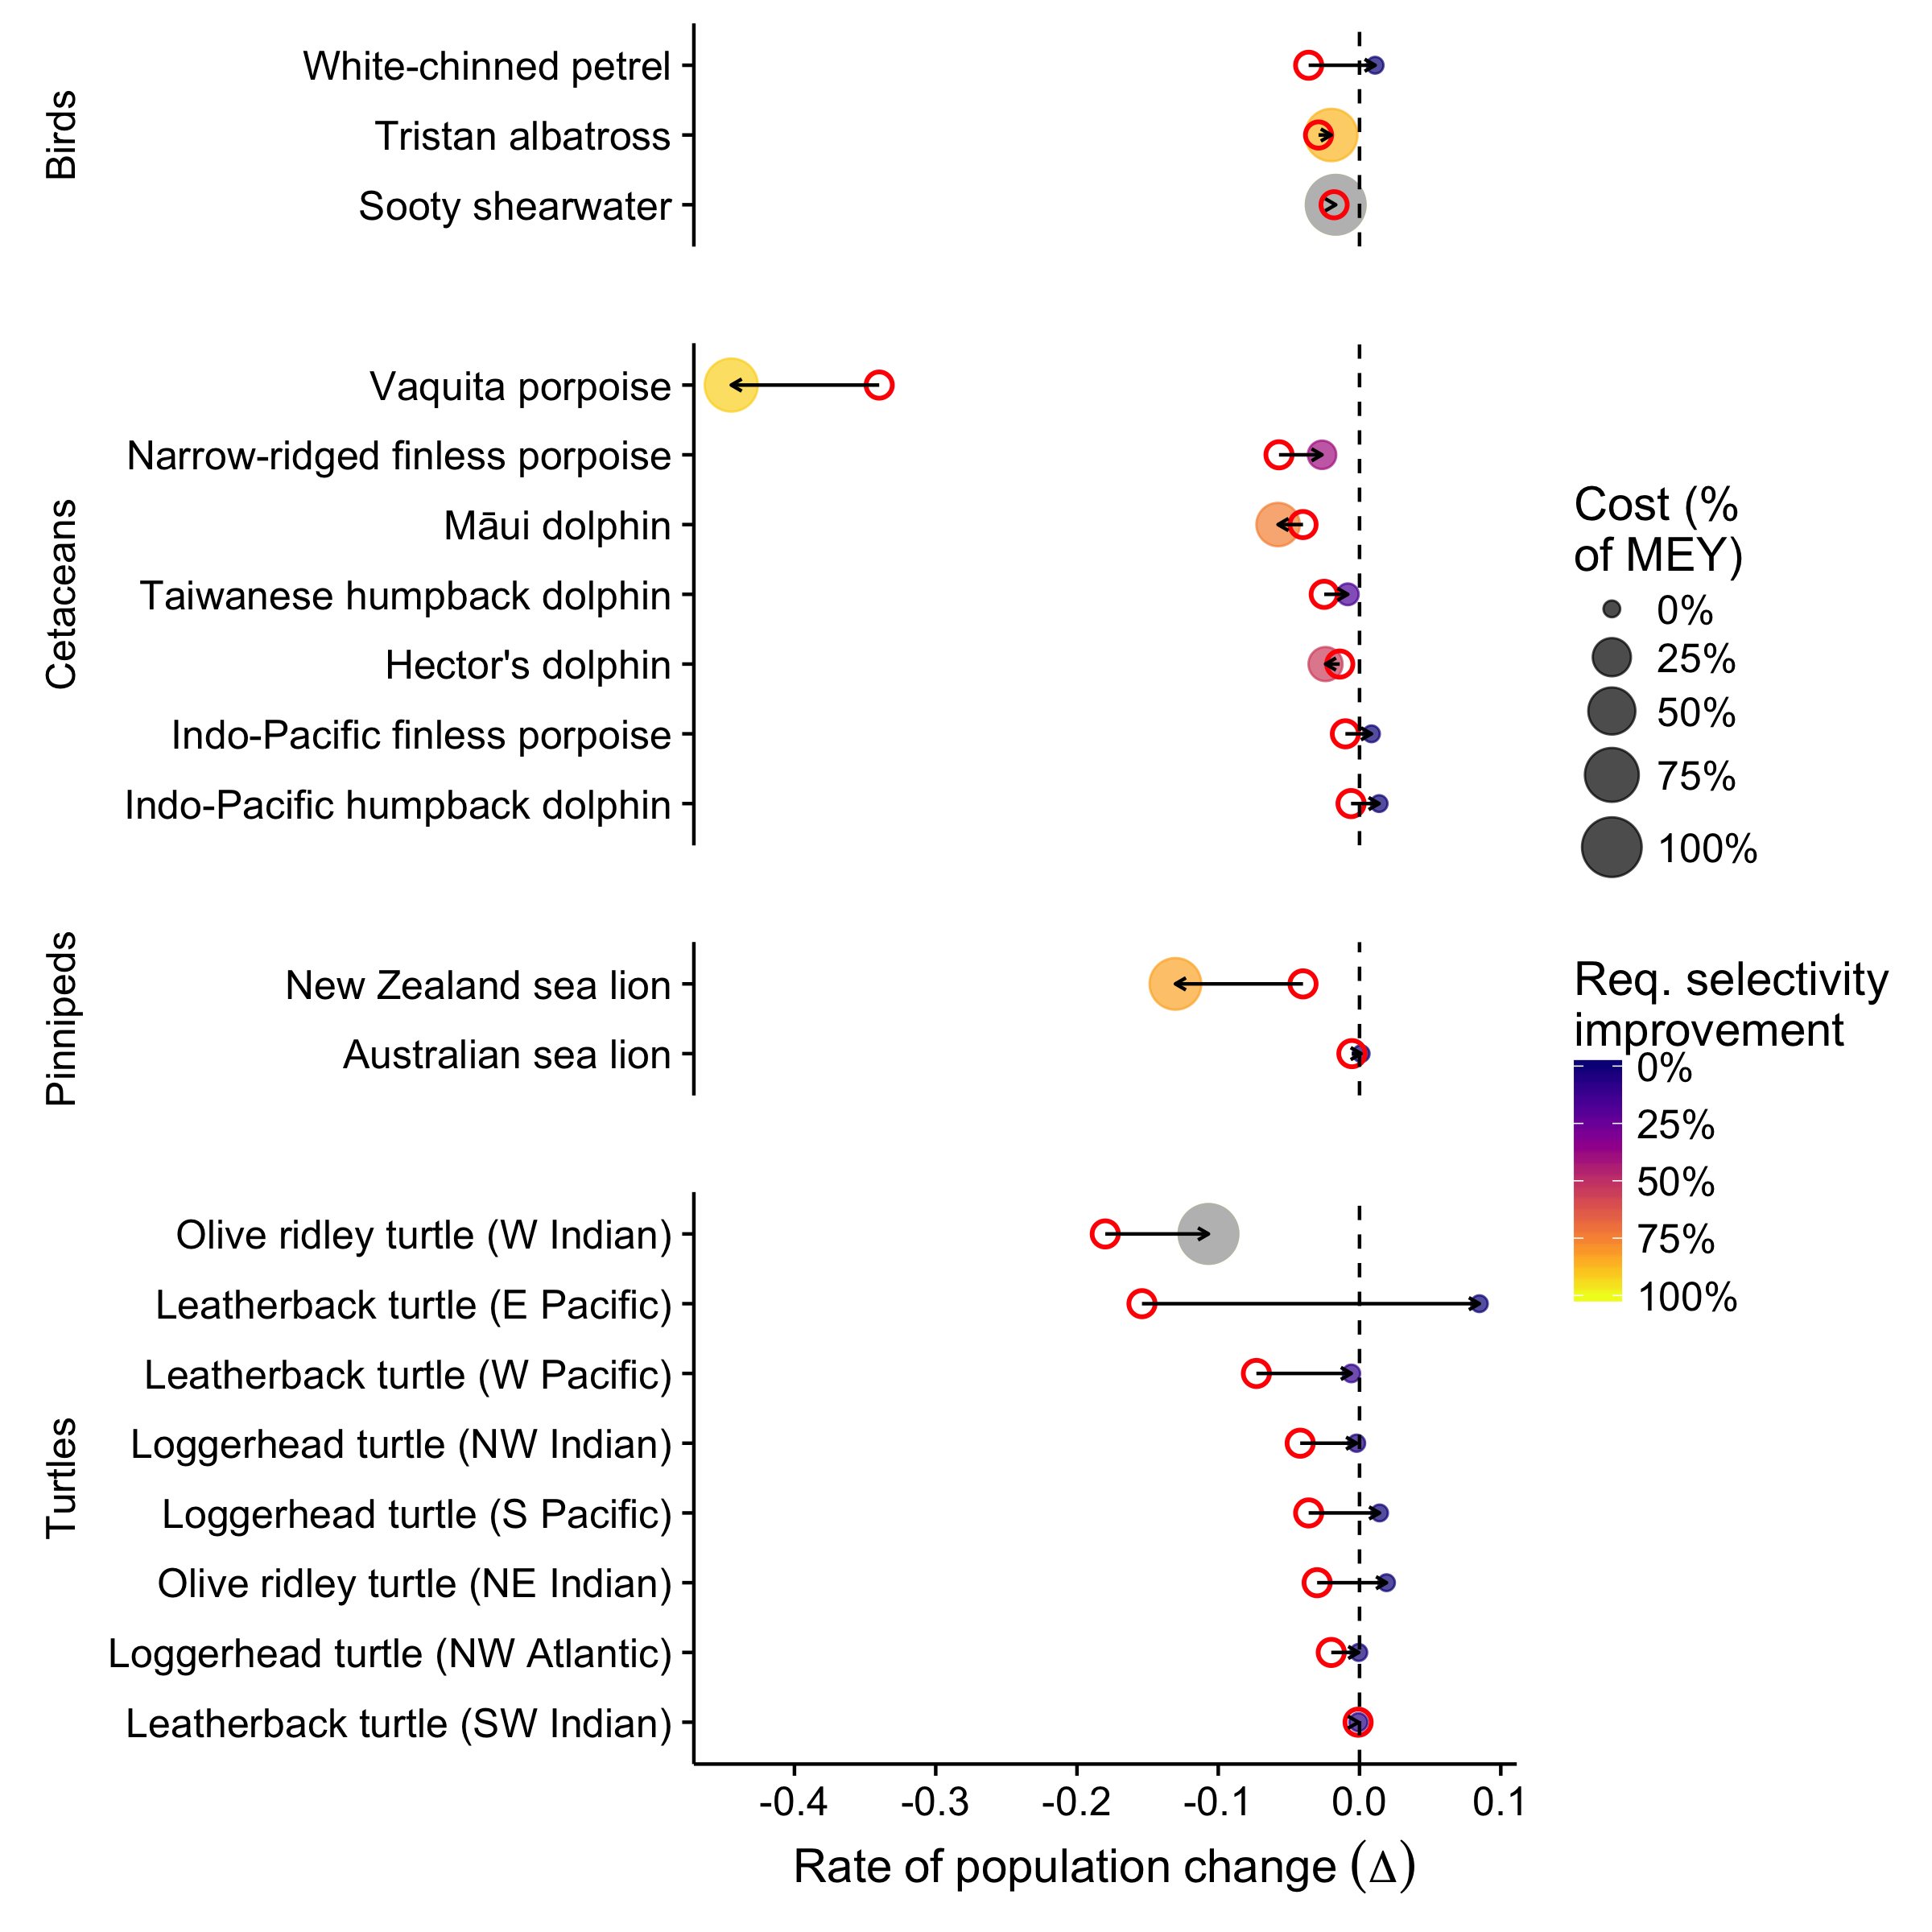 Birds
White-chinned petrel
Tristan albatross
Sooty shearwater
Cetaceans
Vaquita porpoise
Narrow-ridged finless porpoise
Māui dolphin
Taiwanese humpback dolphin
Hector's dolphin
Indo-Pacific finless porpoise
Indo-Pacific humpback dolphin
Pinnipeds
New Zealand sea lion
Australian sea lion
Turtles
Olive ridley turtle (W Indian)
Leatherback turtle (E Pacific)
Leatherback turtle (W Pacific)
Loggerhead turtle (NW Indian)
Loggerhead turtle (S Pacific)
Olive ridley turtle (NE Indian)
Loggerhead turtle (NW Atlantic)
Leatherback turtle (SW Indian)
-0.4 -0.3 -0.2 -0.1 0.0 0.1
Rate of population change (Δ)
Cost (%
of MEY)
0%
25%
50%
75%
100%
Req. selectivity
improvement
0%
25%
50%
75%
100%